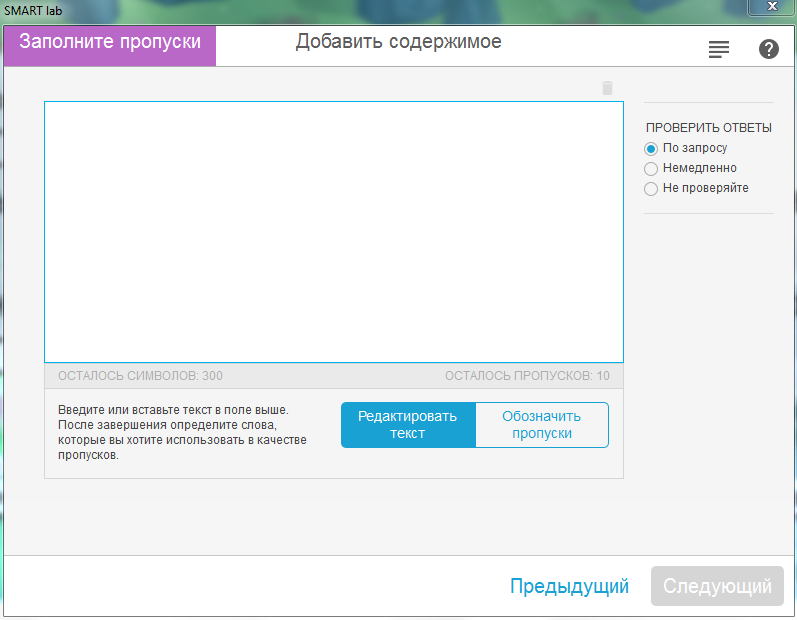 SMART lab
Заполните пропуски
Добавить содержимое
ПРОВЕРИТЬ ОТВЕТЫ
По запросу
Немедленно
Не проверяйте
ОСТАЛОСЬ СИМВОЛОВ: 300
ОСТАЛОСЬ ПРОПУСКОВ: 10
Введите или вставьте текст в поле выше.
После завершения определите слова,
которые вы хотите использовать в качестве
пропусков.
Редактировать
текст
Обозначить
пропуски
Предыдущий
Следующий